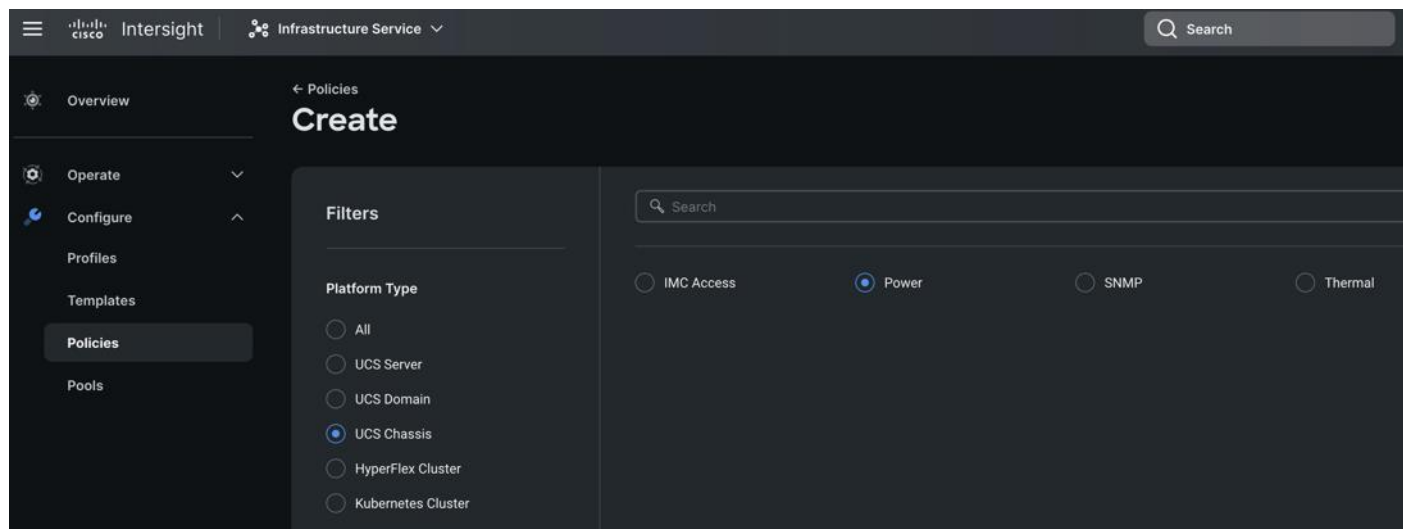 cisco Intersight Infrastructure Service Search
Overview
Operate
Configure
Profiles
Templates
Policies
Pools
← Policies
Create
Filters
Platform Type
All
UCS Server
UCS Domain
UCS Chassis
HyperFlex Cluster
Kubernetes Cluster
Search
IMC Access Power SNMP Thermal